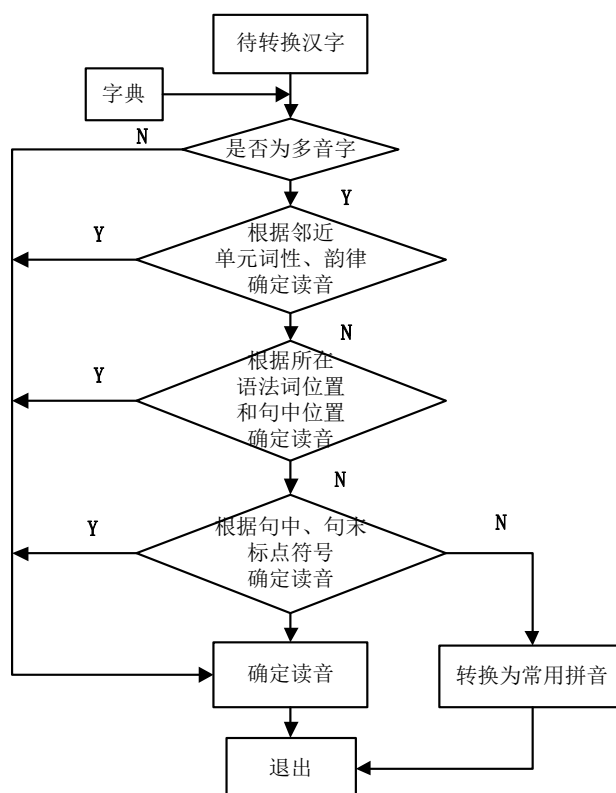 待转换汉字
字典
N
是否为多音字
Y
Y
根据邻近
单元词性、韵律
确定读音
N
Y
根据所在
语法词位置
和句中位置
确定读音
N
Y
根据句中、句末
标点符号
确定读音
N
确定读音
转换为常用拼音
退出